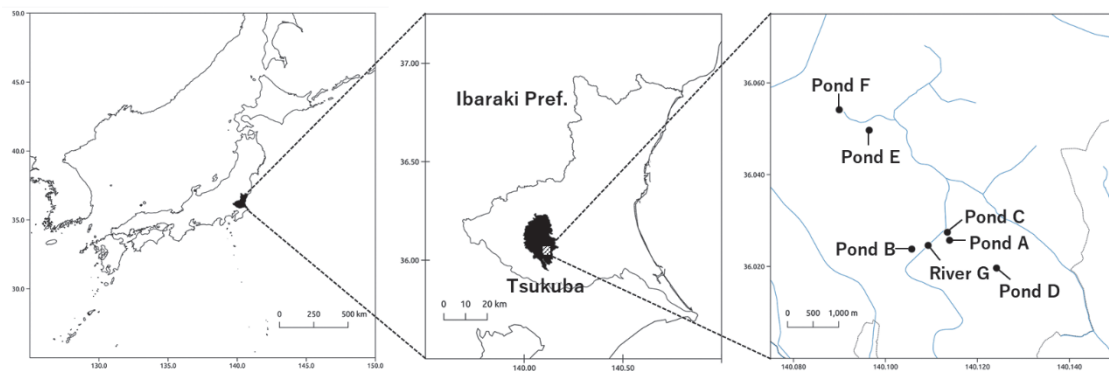 50.0
45.0
40.0
35.0
30.0
130.0
135.0
140.0
145.0
150.0
0 250 500 km
37.00
36.50
36.00
140.00
140.50
Ibaraki Pref.
Tsukuba
0 10 20 km
36.060
36.040
36.020
140.080
140.100
140.120
140.140
Pond F
Pond E
Pond C
Pond A
Pond B
River G
Pond D
0 500 1,000 m